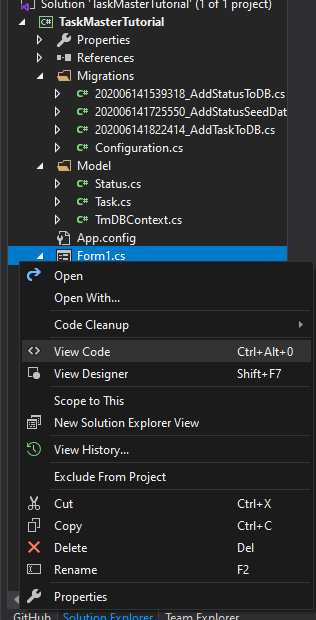 Solution 'TaskMasterTutorial' (1 of 1 project)
C# TaskMasterTutorial
Properties
References
Migrations
C# 202006141539318_AddStatusToDB.cs
C# 202006141725550_AddStatusSeedDat
C# 202006141822414_AddTaskToDB.cs
C# Configuration.cs
Model
C# Status.cs
C# Task.cs
C# TmDBContext.cs
App.config
Form1.cs
Open
Open With...
Code Cleanup
View Code Ctrl+Alt+0
View Designer Shift+F7
Scope to This
New Solution Explorer View
View History...
Exclude From Project
Cut Ctrl+X
Copy Ctrl+C
Delete Del
Rename F2
Properties
GitHub Solution Explorer Team Explorer